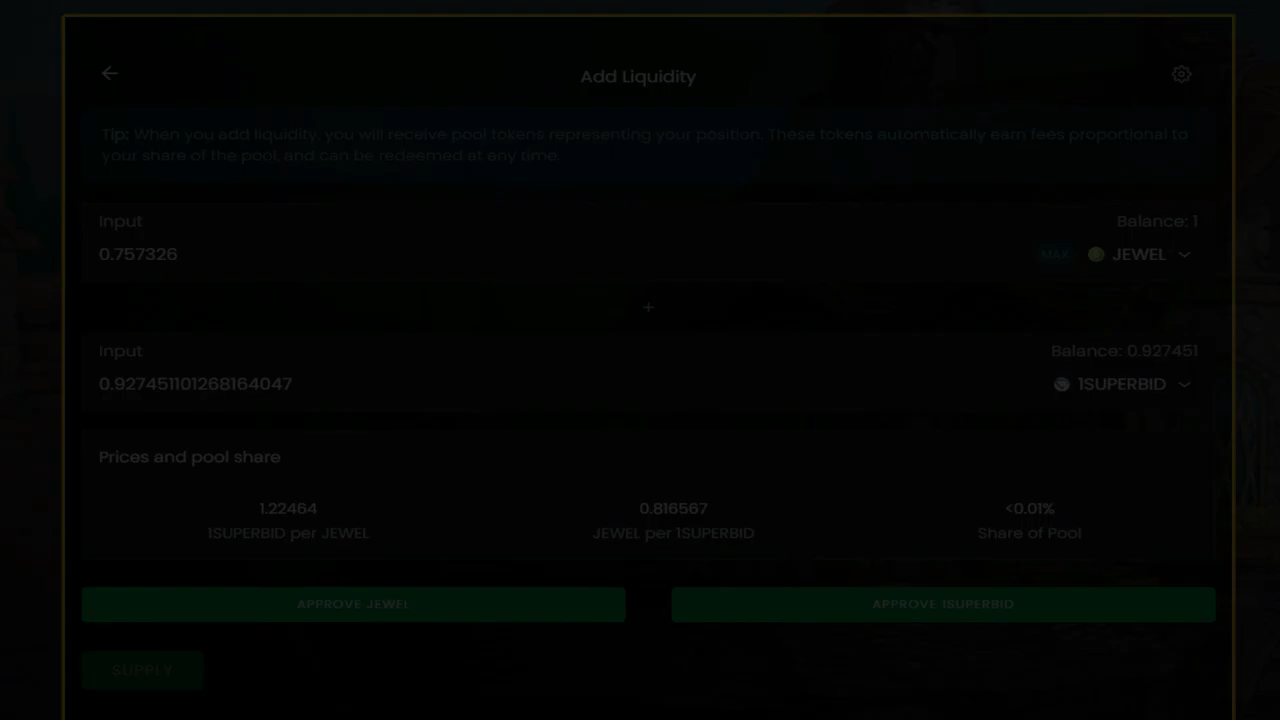 Add Liquidity
Tip: When you add liquidity, you will receive pool tokens representing your position. These tokens automatically earn fees proportional to
your share of the pool, and can be redeemed at any time.
Input
Balance: 1
0.757326
MAX
JEWEL
+
Input
Balance: 0.927451
0.927451101268164047
1SUPERBID
Prices and pool share
1.22464
0.816567
<0.01%
1SUPERBID per JEWEL
JEWEL per 1SUPERBID
Share of Pool
APPROVE JEWEL
APPROVE 1SUPERBID
SUPPLY